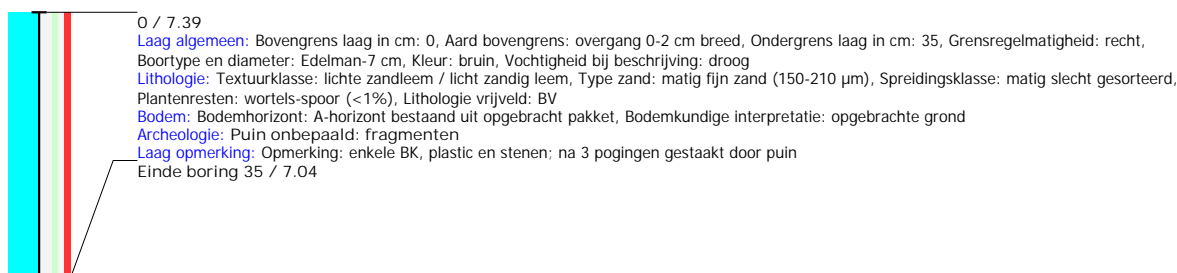 0 / 7.39
Laag algemeen: Bovengrens laag in cm: 0, Aard bovengrens: overgang 0-2 cm breed, Ondergrens laag in cm: 35, Grensregelmatigheid: recht,
Boortype en diameter: Edelman-7 cm, Kleur: bruin, Vochtigheid bij beschrijving: droog
Lithologie: Textuurklasse: lichte zandleem / licht zandig leem, Type zand: matig fijn zand (150-210 µm), Spreidingsklasse: matig slecht gesorteerd,
Plantenresten: wortels-spoor (<1%), Lithologie vrijveld: BV
Bodem: Bodemhorizont: A-horizont bestaand uit opgebracht pakket, Bodemkundige interpretatie: opgebrachte grond
Archeologie: Puin onbepaald: fragmenten
Laag opmerking: Opmerking: enkele BK, plastic en stenen; na 3 pogingen gestaakt door puin
Einde boring 35 / 7.04